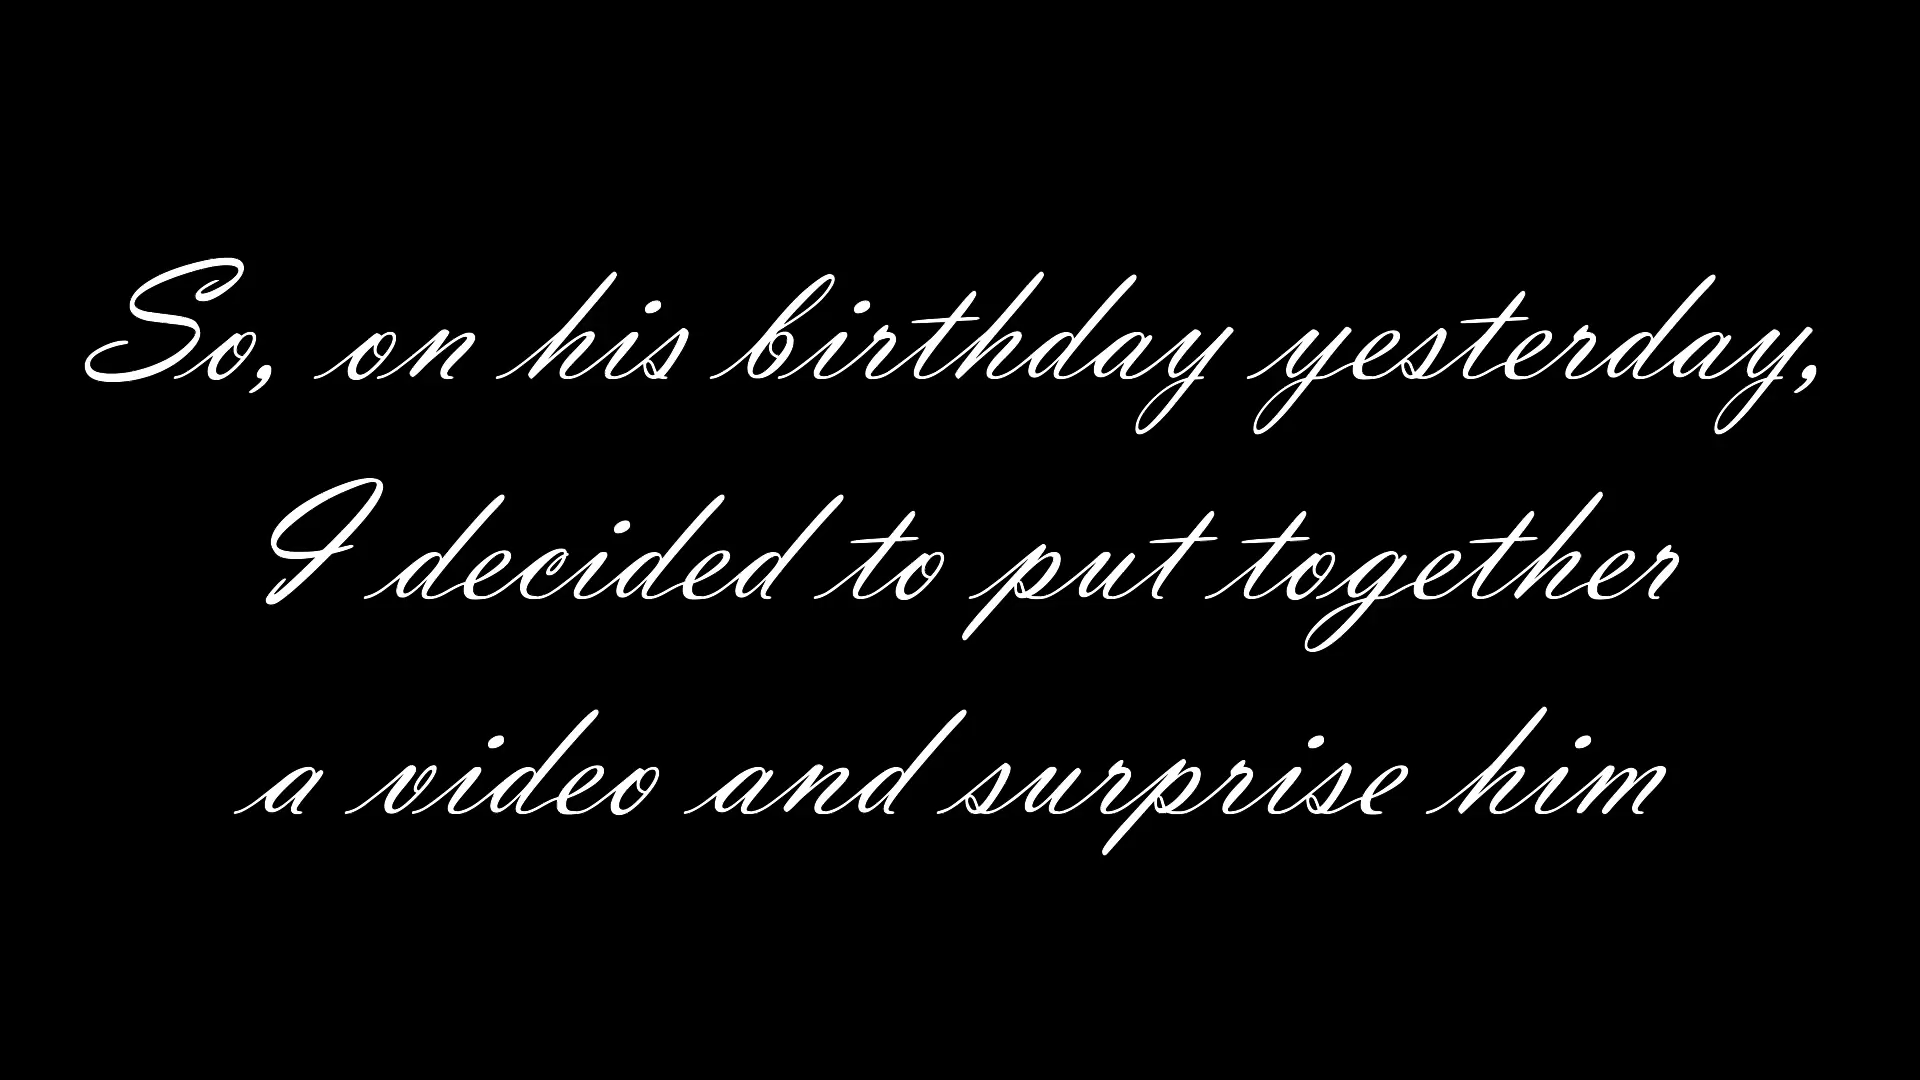 So, on his birthday yesterday,
I decided to put together
a video and surprise him